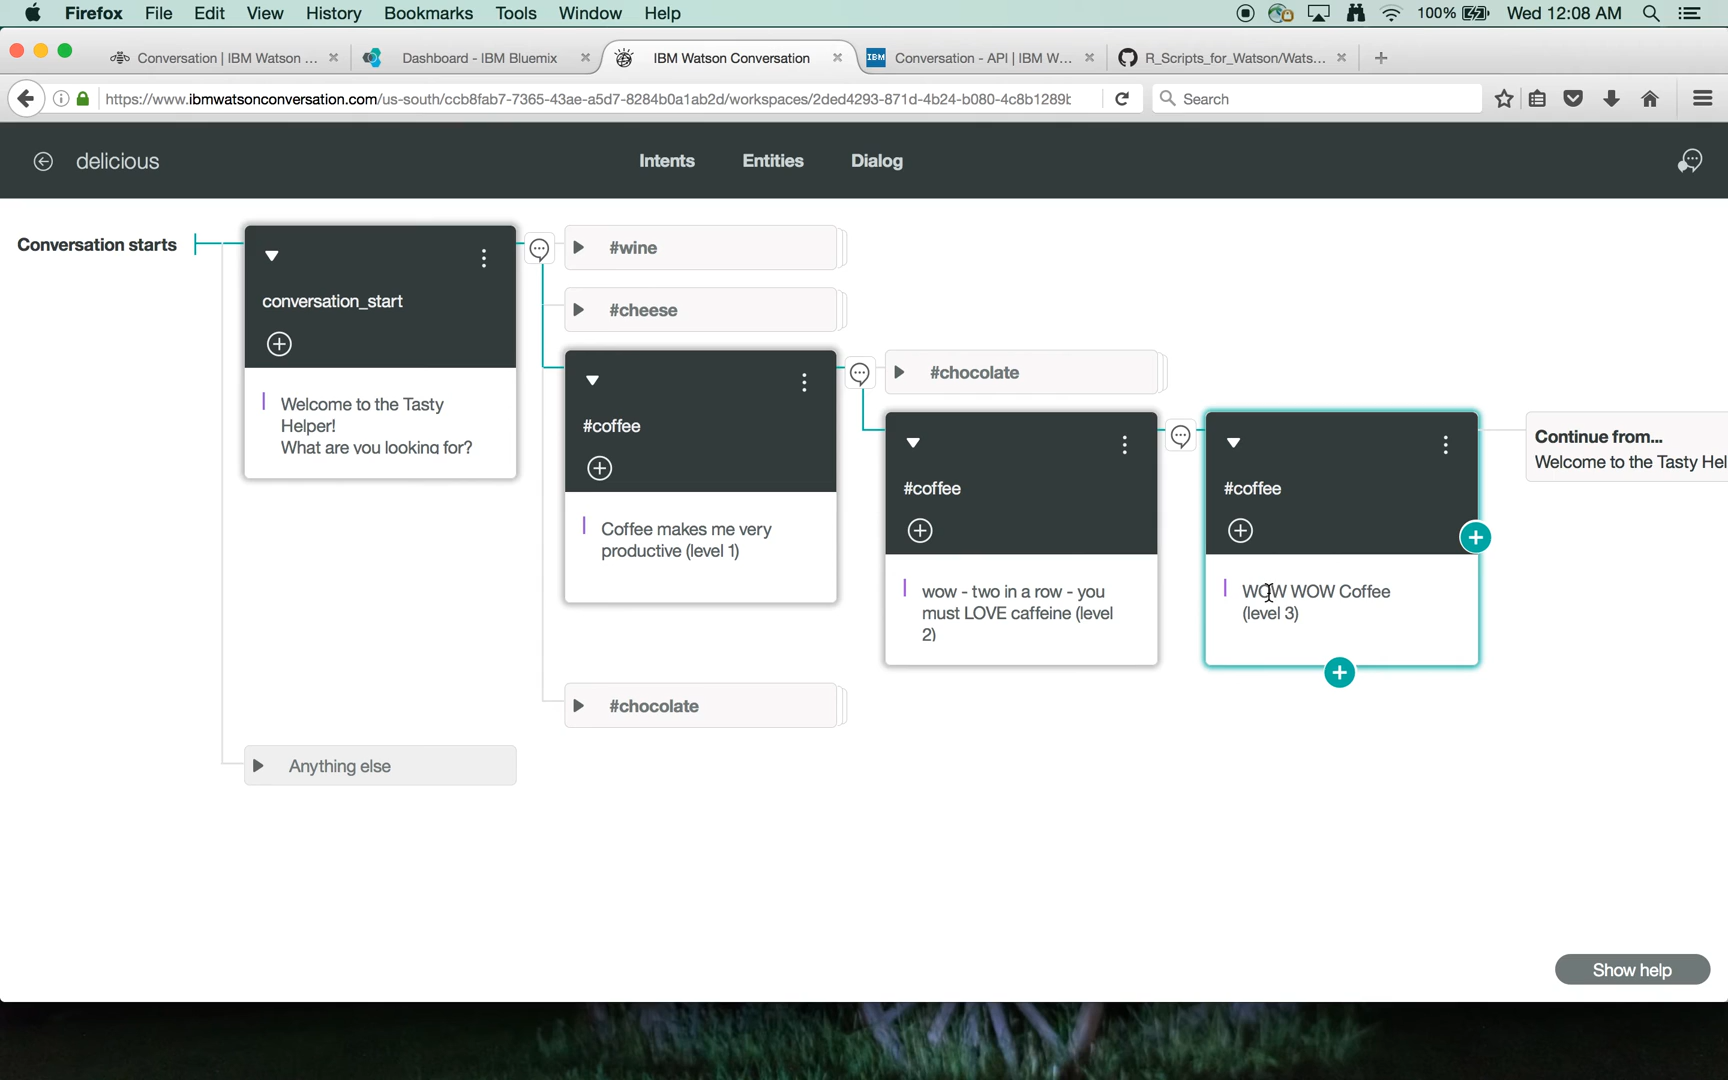 Firefox File Edit View History Bookmarks Tools Window Help 100% Wed 12:08 AM
Conversation | IBM Watson ... Dashboard - IBM Bluemix IBM Watson Conversation IBM Conversation - API | IBM W... R_Scripts_for_Watson/Wats...
https://www.ibmwatsonconversation.com/us-south/ccb8fab7-7365-43ae-a5d7-8284b0a1ab2d/workspaces/2ded4293-871d-4b24-b080-4c8b1289b Search
delicious Intents Entities Dialog
Conversation starts
conversation_start
Welcome to the Tasty
Helper!
What are you looking for?
#wine
#cheese
#coffee
Coffee makes me very
productive (level 1)
#chocolate
#coffee
wow - two in a row - you
must LOVE caffeine (level
2)
#coffee
WOW WOW Coffee
(level 3)
Continue from...
Welcome to the Tasty Hel
#chocolate
Anything else
Show help